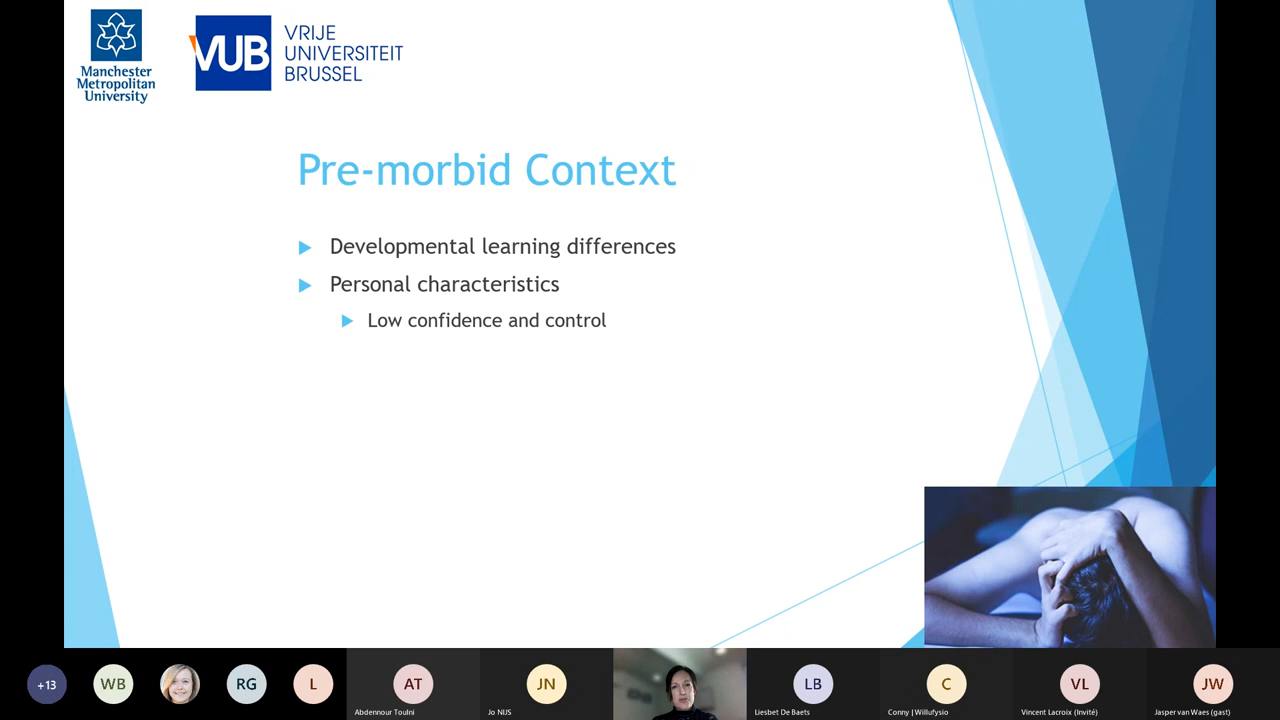 Manchester
Metropolitan
University
VUB
VRIJE
UNIVERSITEIT
BRUSSEL
Pre-morbid Context
Developmental learning differences
Personal characteristics
Low confidence and control
+13
WB
RG
L
AT
JN
LB
C
VL
JW
Abdennour Toulni
Jo NIJS
Liesbet De Baets
Conny | Willufysio
Vincent Lacroix (Invité)
Jasper van Waes (gast)